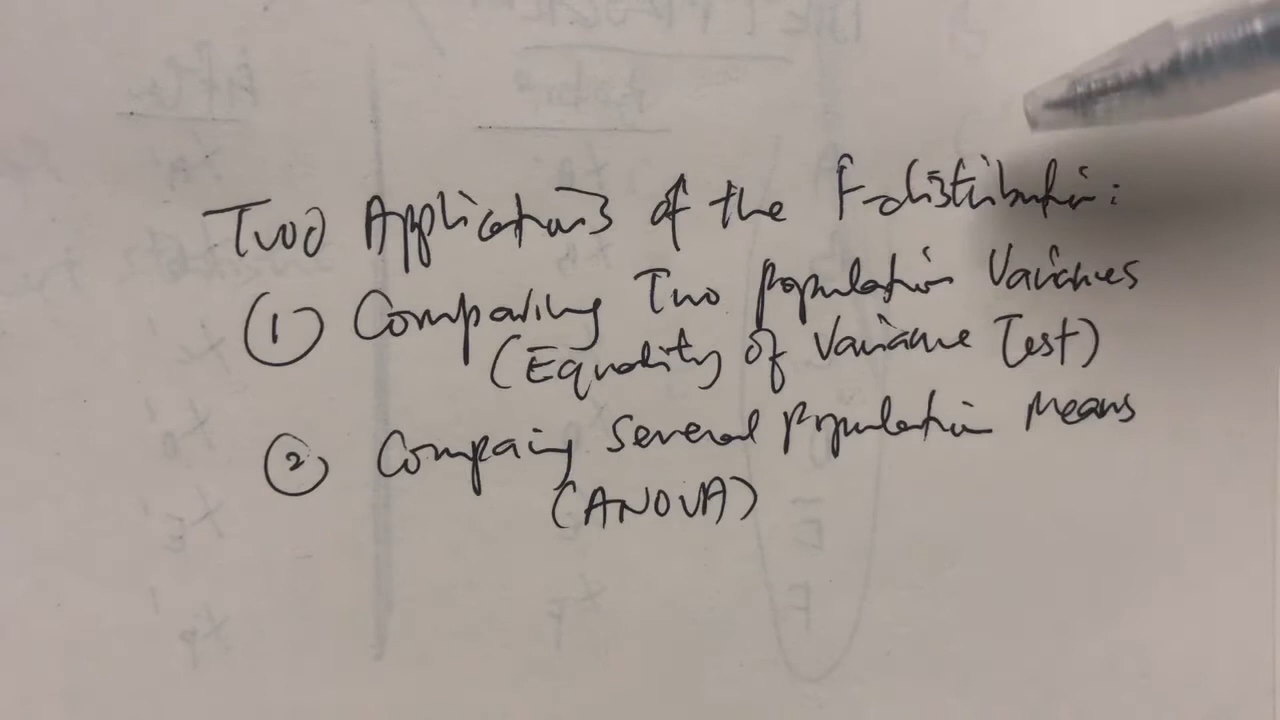 Two Applications of the F-distribution:
① Comparing Two population Variances
(Equality of Variance Test)
② Comparing Several Population Means
(ANOVA)